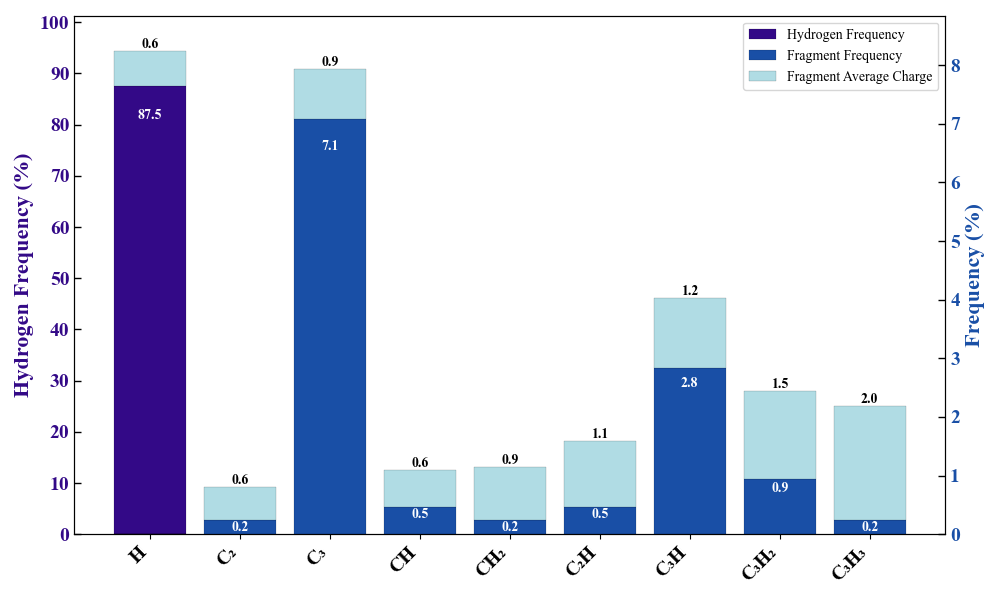 Hydrogen Frequency (%)
100
90
80
70
60
50
40
30
20
10
0
Hydrogen Frequency
Fragment Frequency
Fragment Average Charge
0.6
87.5
0.6
0.2
0.9
7.1
0.6
0.5
0.9
0.2
1.1
0.5
1.2
2.8
1.5
0.9
2.0
0.2
H
C₂
C₃
CH
CH₂
C₂H
C₃H
C₃H₂
C₃H₃
8
7
6
5
4
3
2
1
0
Frequency (%)